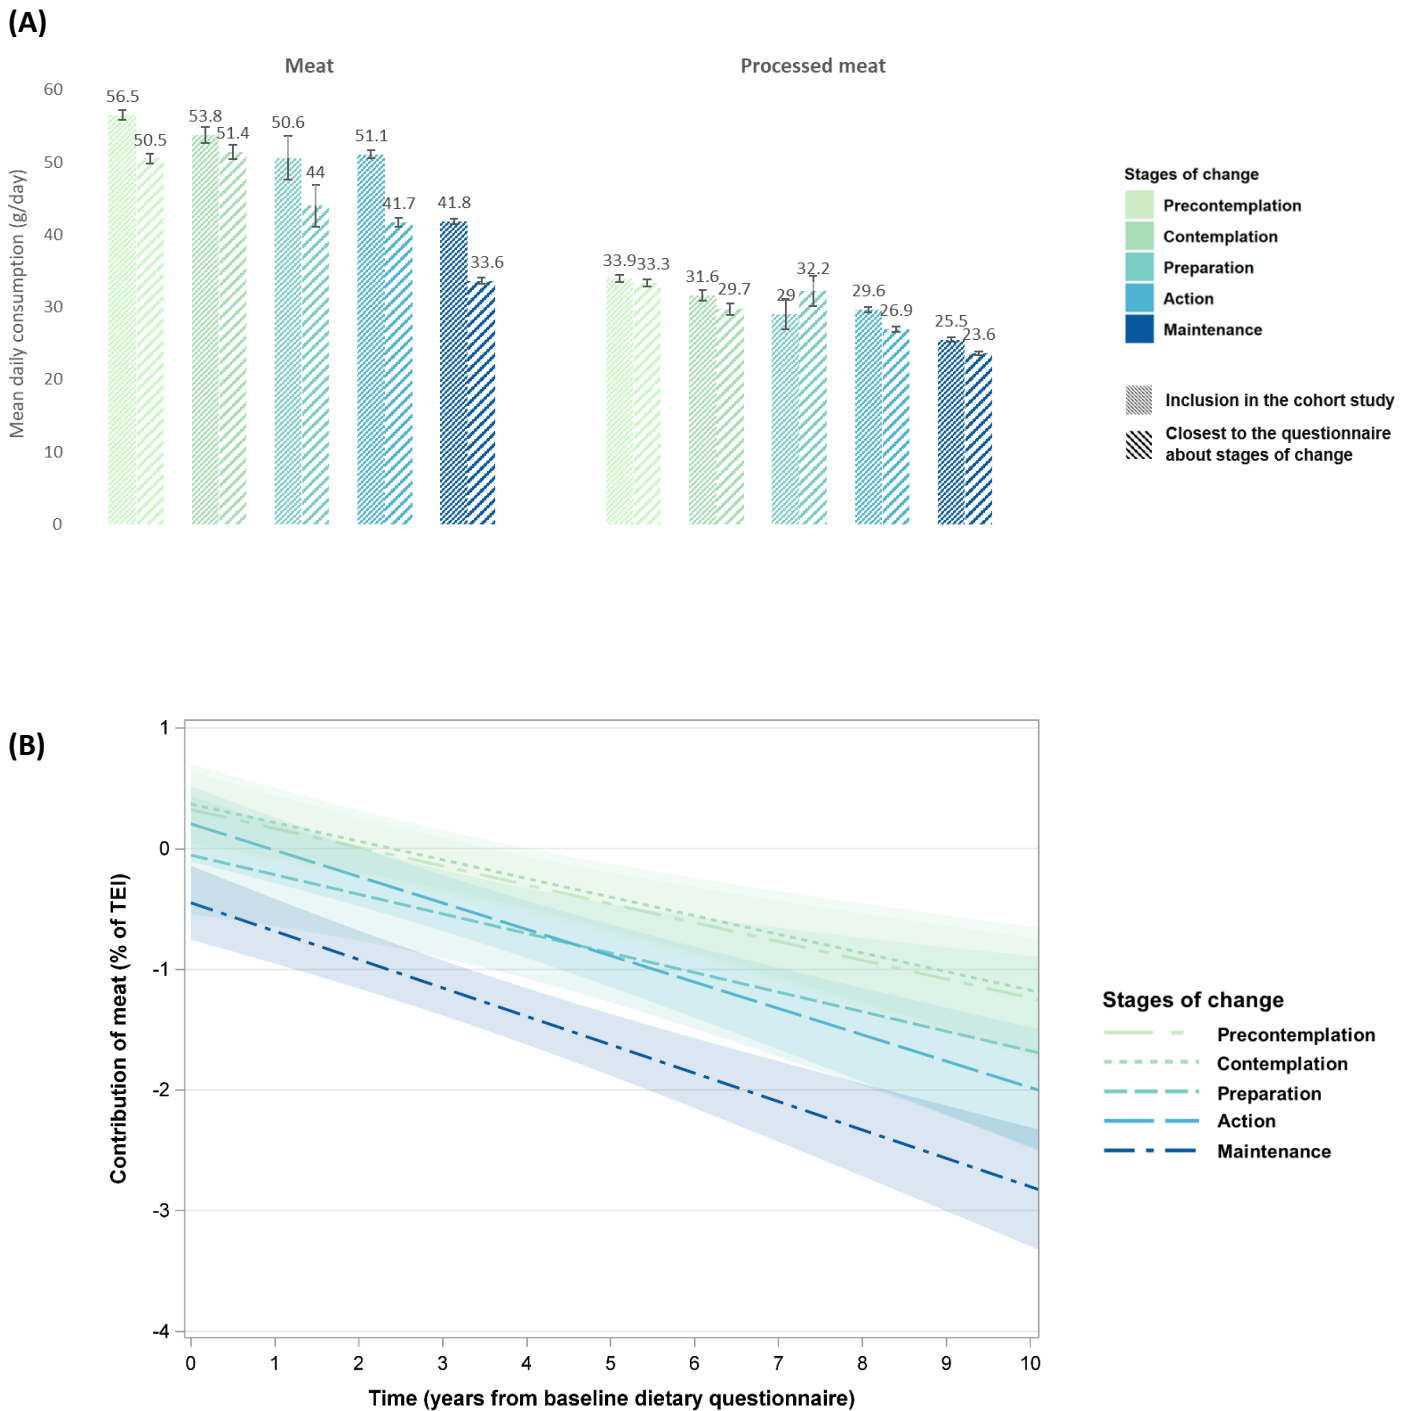 (A)
Meat
Processed meat
Mean daily consumption (g/day)
60
50
40
30
20
10
0
56.5
50.5
53.8
51.4
50.6
44
51.1
41.7
41.8
33.6
33.9
33.3
31.6
29.7
29
32.2
29.6
26.9
25.5
23.6
Stages of change
Precontemplation
Contemplation
Preparation
Action
Maintenance
Inclusion in the cohort study
Closest to the questionnaire
about stages of change
(B)
Contribution of meat (% of TEI)
1
0
-1
-2
-3
-4
0 1 2 3 4 5 6 7 8 9 10
Time (years from baseline dietary questionnaire)
Stages of change
Precontemplation
Contemplation
Preparation
Action
Maintenance